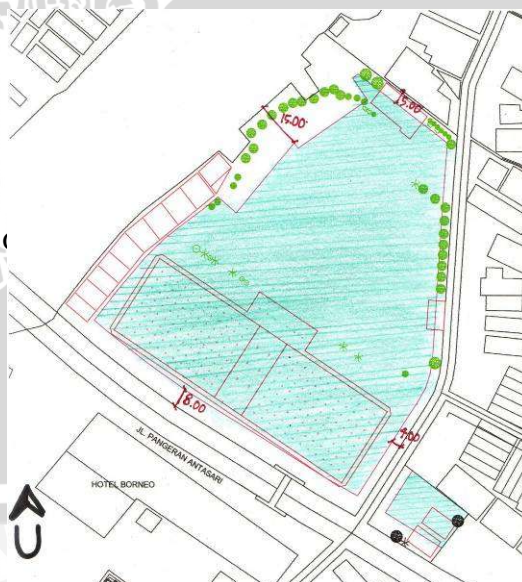 15.00
5.00
8.00
4.00
JL. PANGERAN ANTASARI
HOTEL BORNEO
U